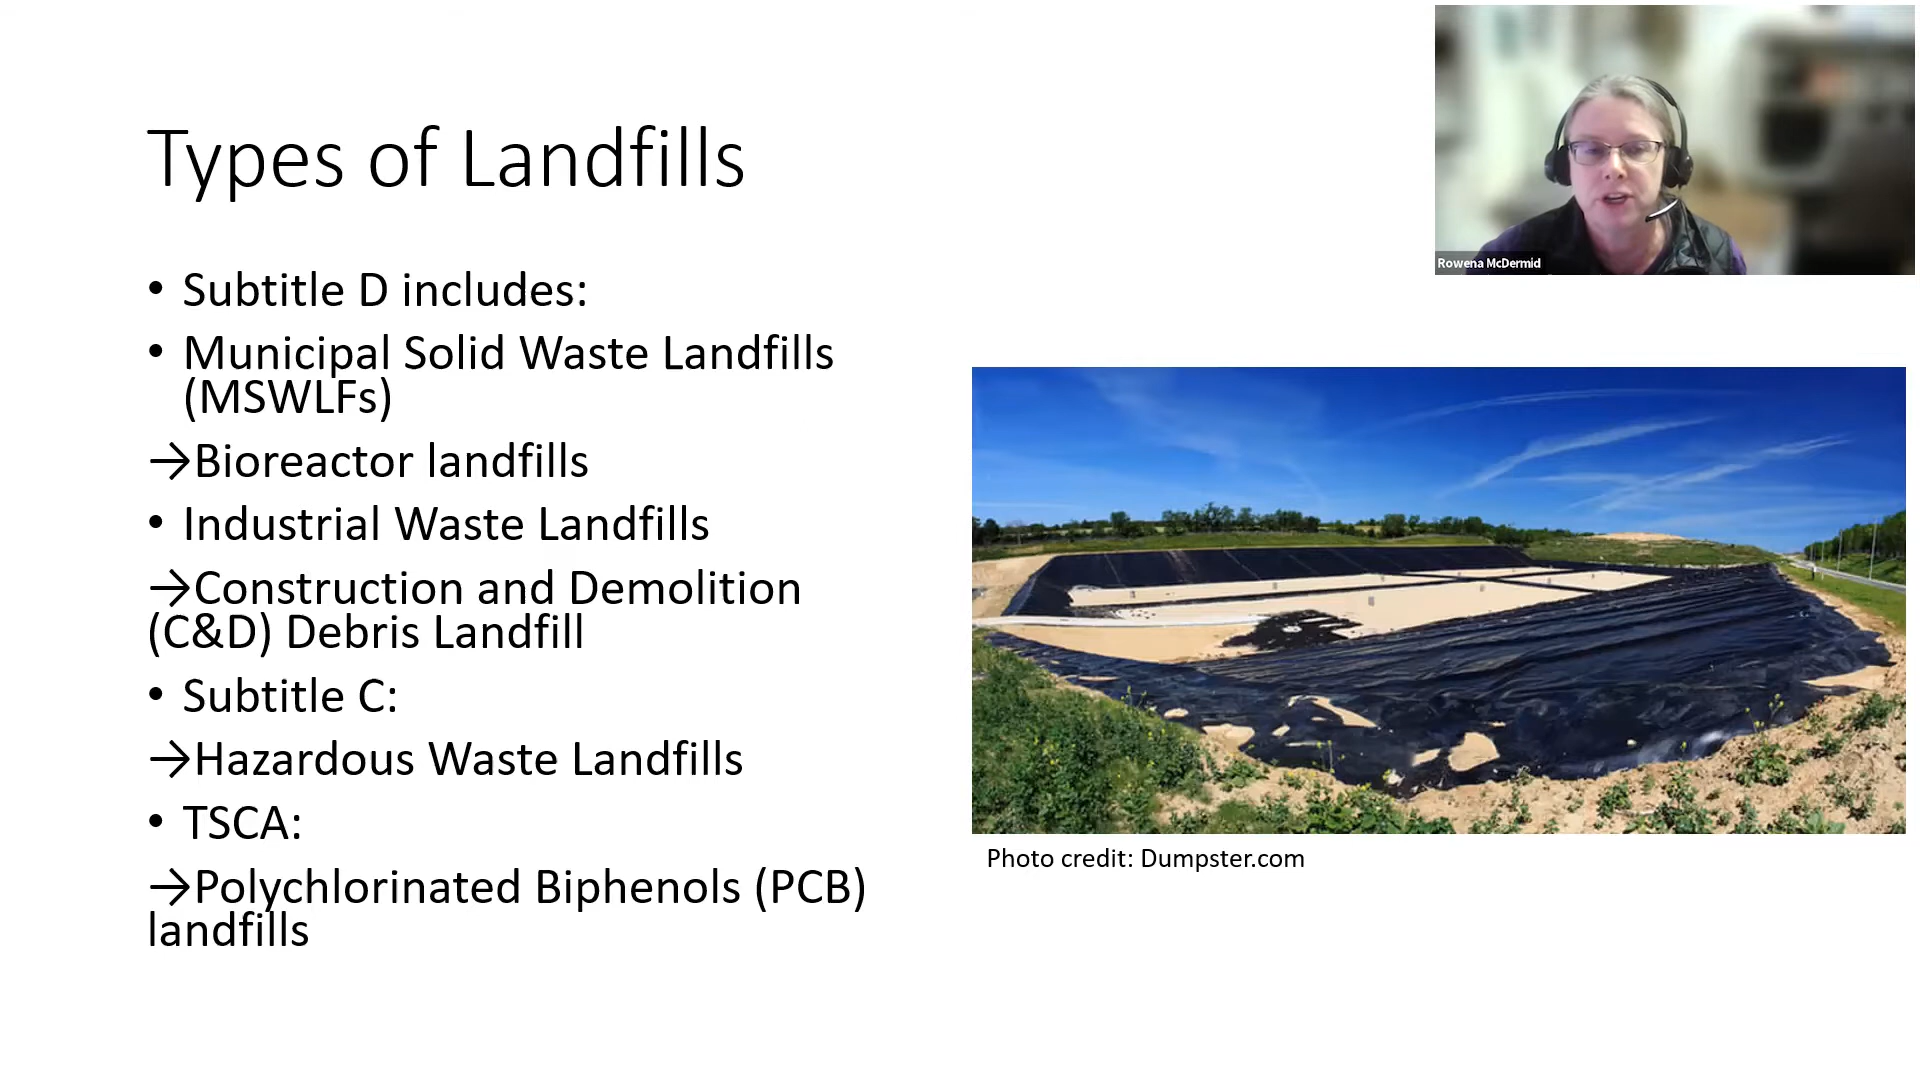 Types of Landfills
Rowena McDermid
• Subtitle D includes:
• Municipal Solid Waste Landfills
(MSWLFs)
→Bioreactor landfills
• Industrial Waste Landfills
→Construction and Demolition
(C&D) Debris Landfill
• Subtitle C:
→Hazardous Waste Landfills
• TSCA:
→Polychlorinated Biphenols (PCB)
landfills
Photo credit: Dumpster.com